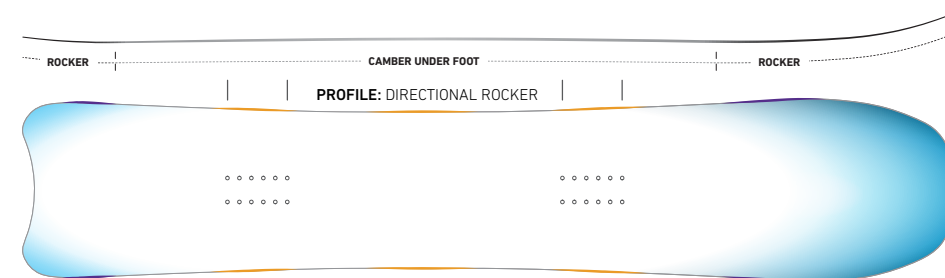 ROCKER CAMBER UNDER FOOT ROCKER
PROFILE: DIRECTIONAL ROCKER